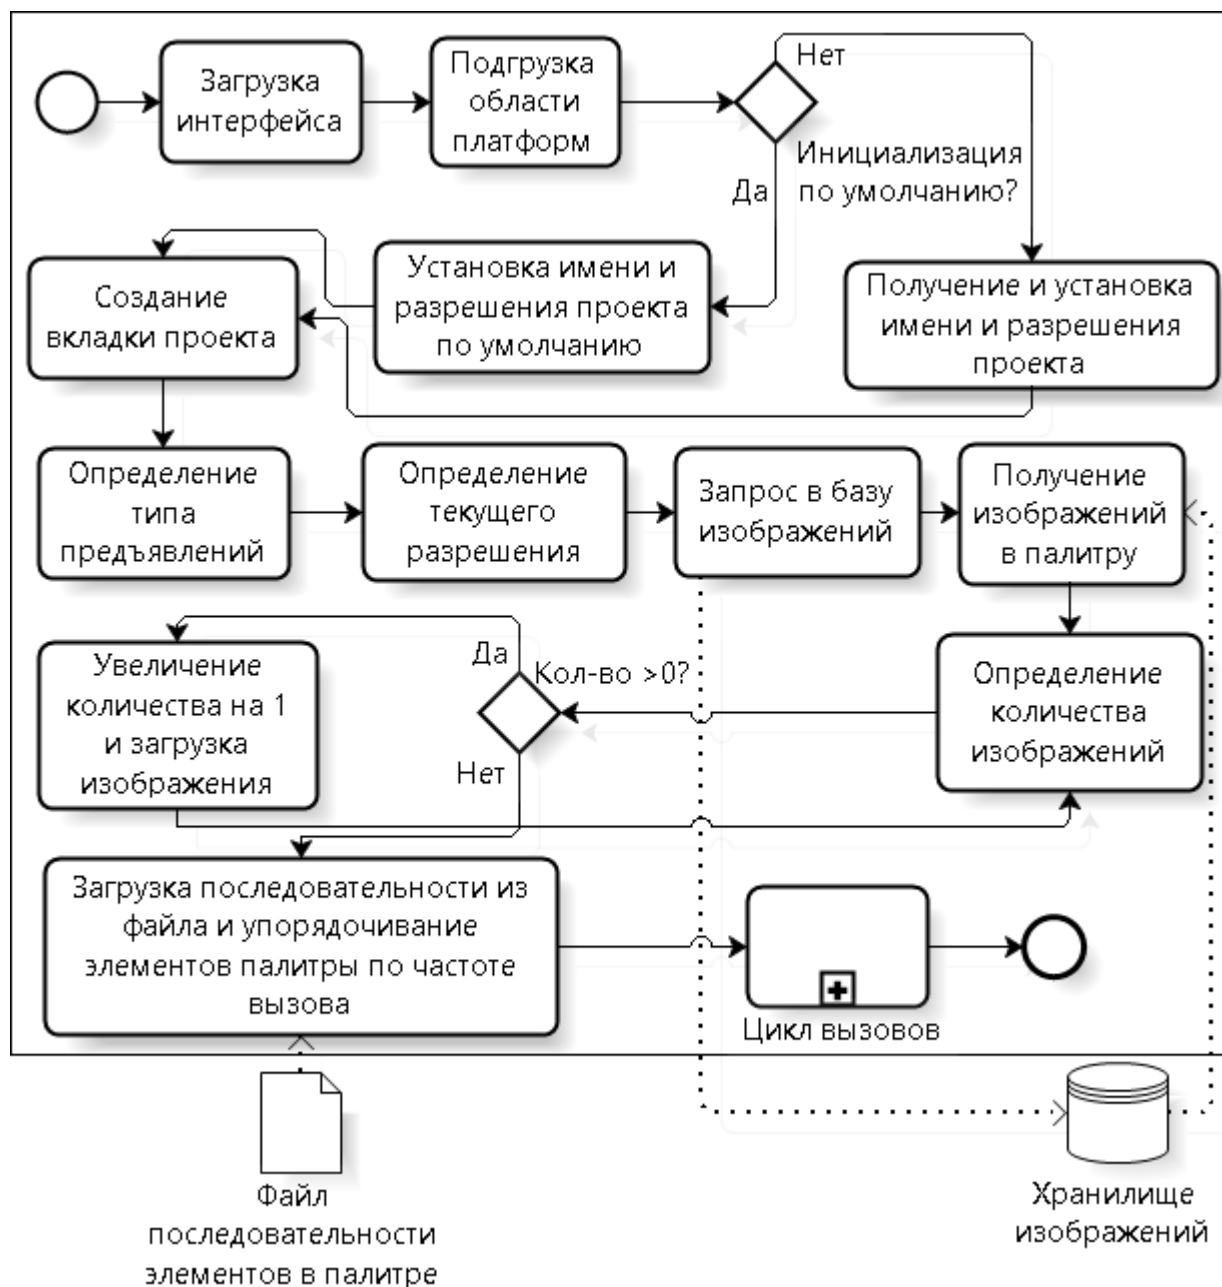 Загрузка
интерфейса
Подгрузка
области
платформ
Нет
Инициализация
по умолчанию?
Да
Создание
вкладки проекта
Установка имени и
разрешения проекта
по умолчанию
Получение и установка
имени и разрешения
проекта
Определение
типа
предъявлений
Определение
текущего
разрешения
Запрос в базу
изображений
Получение
изображений
в палитру
Увеличение
количества на 1
и загрузка
изображения
Да
Кол-во >0?
Нет
Определение
количества
изображений
Загрузка последовательности из
файла и упорядочивание
элементов палитры по частоте
вызова
Цикл вызовов
Файл
последовательности
элементов в палитре
Хранилище
изображений